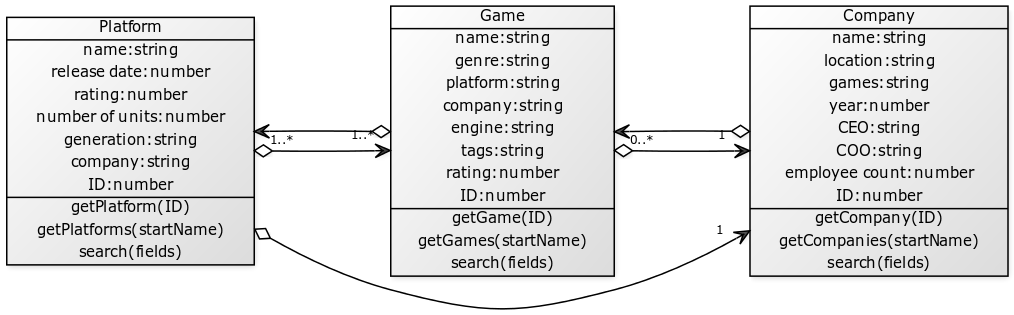 Platform
name:string
release date:number
rating:number
number of units:number
generation:string
company:string
ID:number
getPlatform(ID)
getPlatforms(startName)
search(fields)
1..*
1..*
Game
name:string
genre:string
platform:string
company:string
engine:string
tags:string
rating:number
ID:number
getGame(ID)
getGames(startName)
search(fields)
0..*
1
1
Company
name:string
location:string
games:string
year:number
CEO:string
COO:string
employee count:number
ID:number
getCompany(ID)
getCompanies(startName)
search(fields)